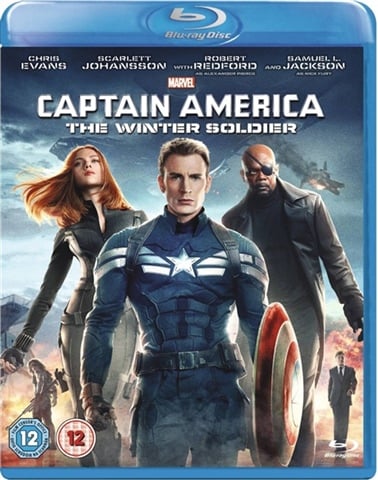 Blu-ray Disc
CHRIS EVANS
SCARLETT JOHANSSON
WITH ROBERT REDFORD
AS ALEXANDER PIERCE
AND SAMUEL L. JACKSON
AS NICK FURY
MARVEL
CAPTAIN AMERICA
THE WINTER SOLDIER
12
12
Blu-ray Disc